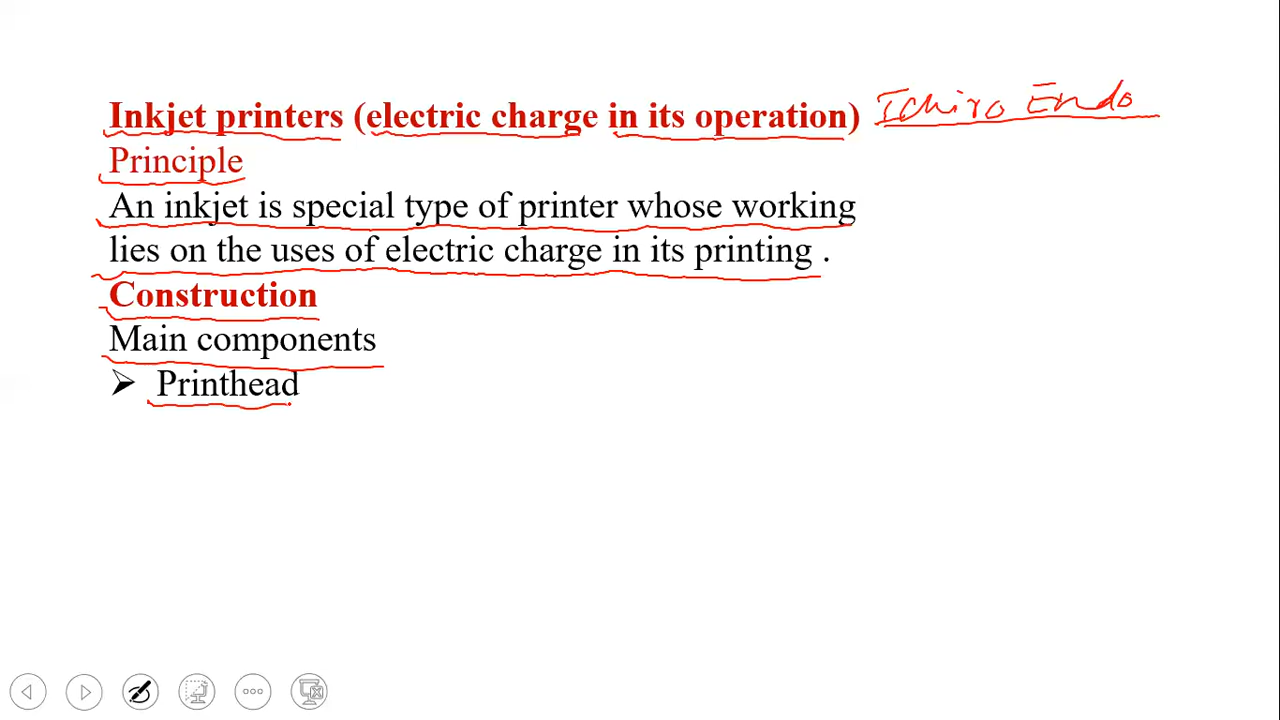 Inkjet printers (electric charge in its operation) Ichiro Endo
Principle
An inkjet is special type of printer whose working
lies on the uses of electric charge in its printing .
Construction
Main components
➢ Printhead